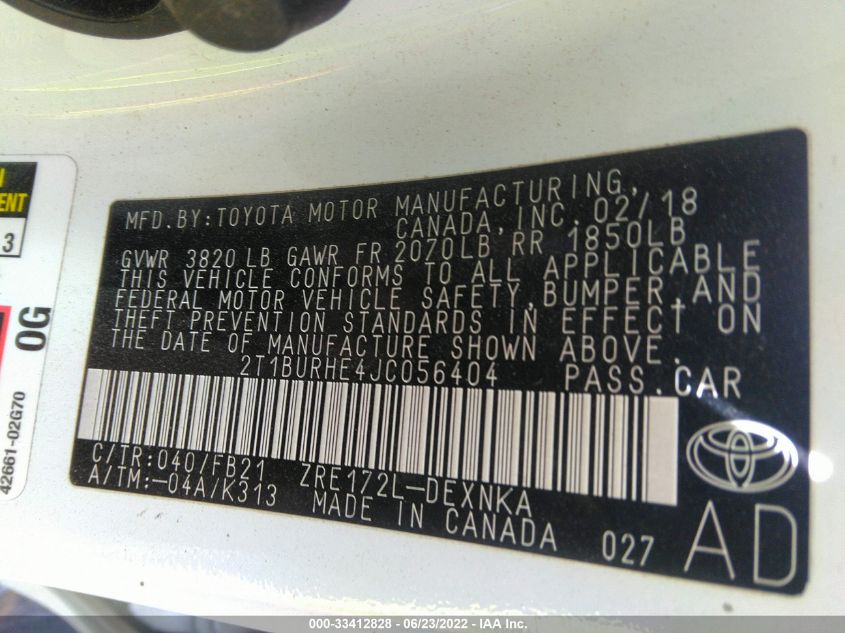 MFD. BY: TOYOTA MOTOR MANUFACTURING,
CANADA, INC. 02/18
GVWR 3820 LB GAWR FR 2070LB RR 1850LB
THIS VEHICLE CONFORMS TO ALL APPLICABLE
FEDERAL MOTOR VEHICLE SAFETY, BUMPER, AND
THEFT PREVENTION STANDARDS IN EFFECT ON
THE DATE OF MANUFACTURE SHOWN ABOVE.
2T1BURHE4JC056404 PASS. CAR
C/TR: 040/FB21 ZRE172L-DEXNKA
A/TM: -04A/K313 MADE IN CANADA 027
AD
3
0G
42661-02G70
000-33412828 - 06/23/2022 - IAA Inc.